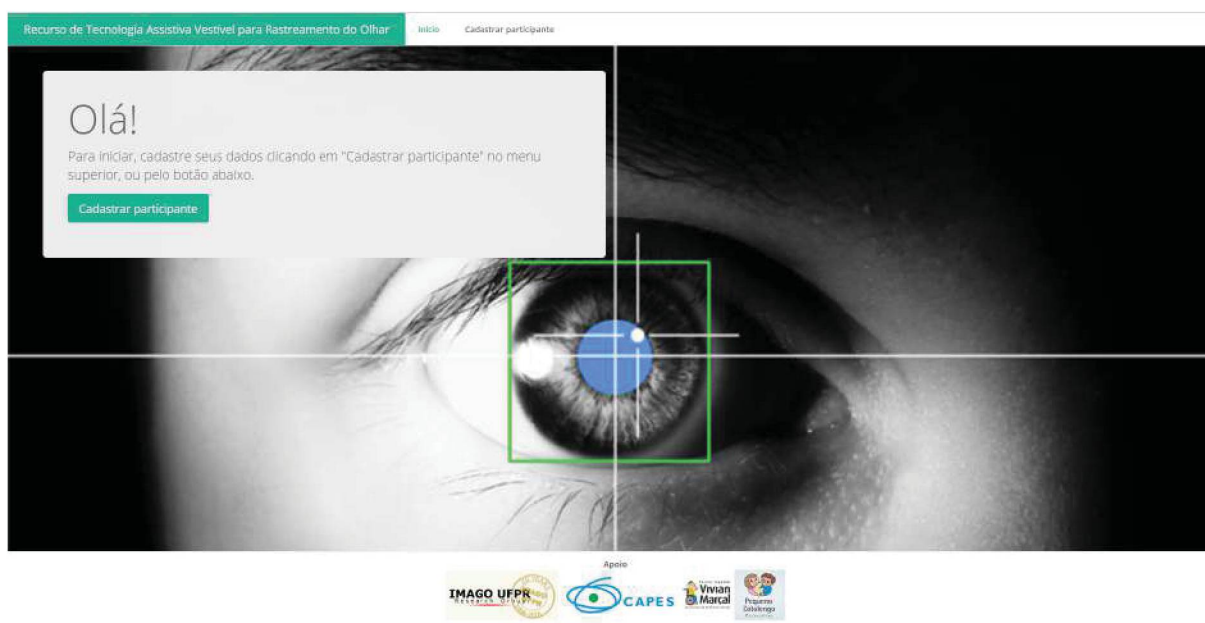 Recurso de Tecnologia Assistiva Vestível para Rastreamento do Olhar
Início
Cadastrar participante
Olá!
Para iniciar, cadastre seus dados clicando em "Cadastrar participante" no menu
superior, ou pelo botão abaixo.
Cadastrar participante
Apoio
IMAGO UFPR
Research Group
CAPES
Vivian
Marçal
Pequeno
Cotolengo